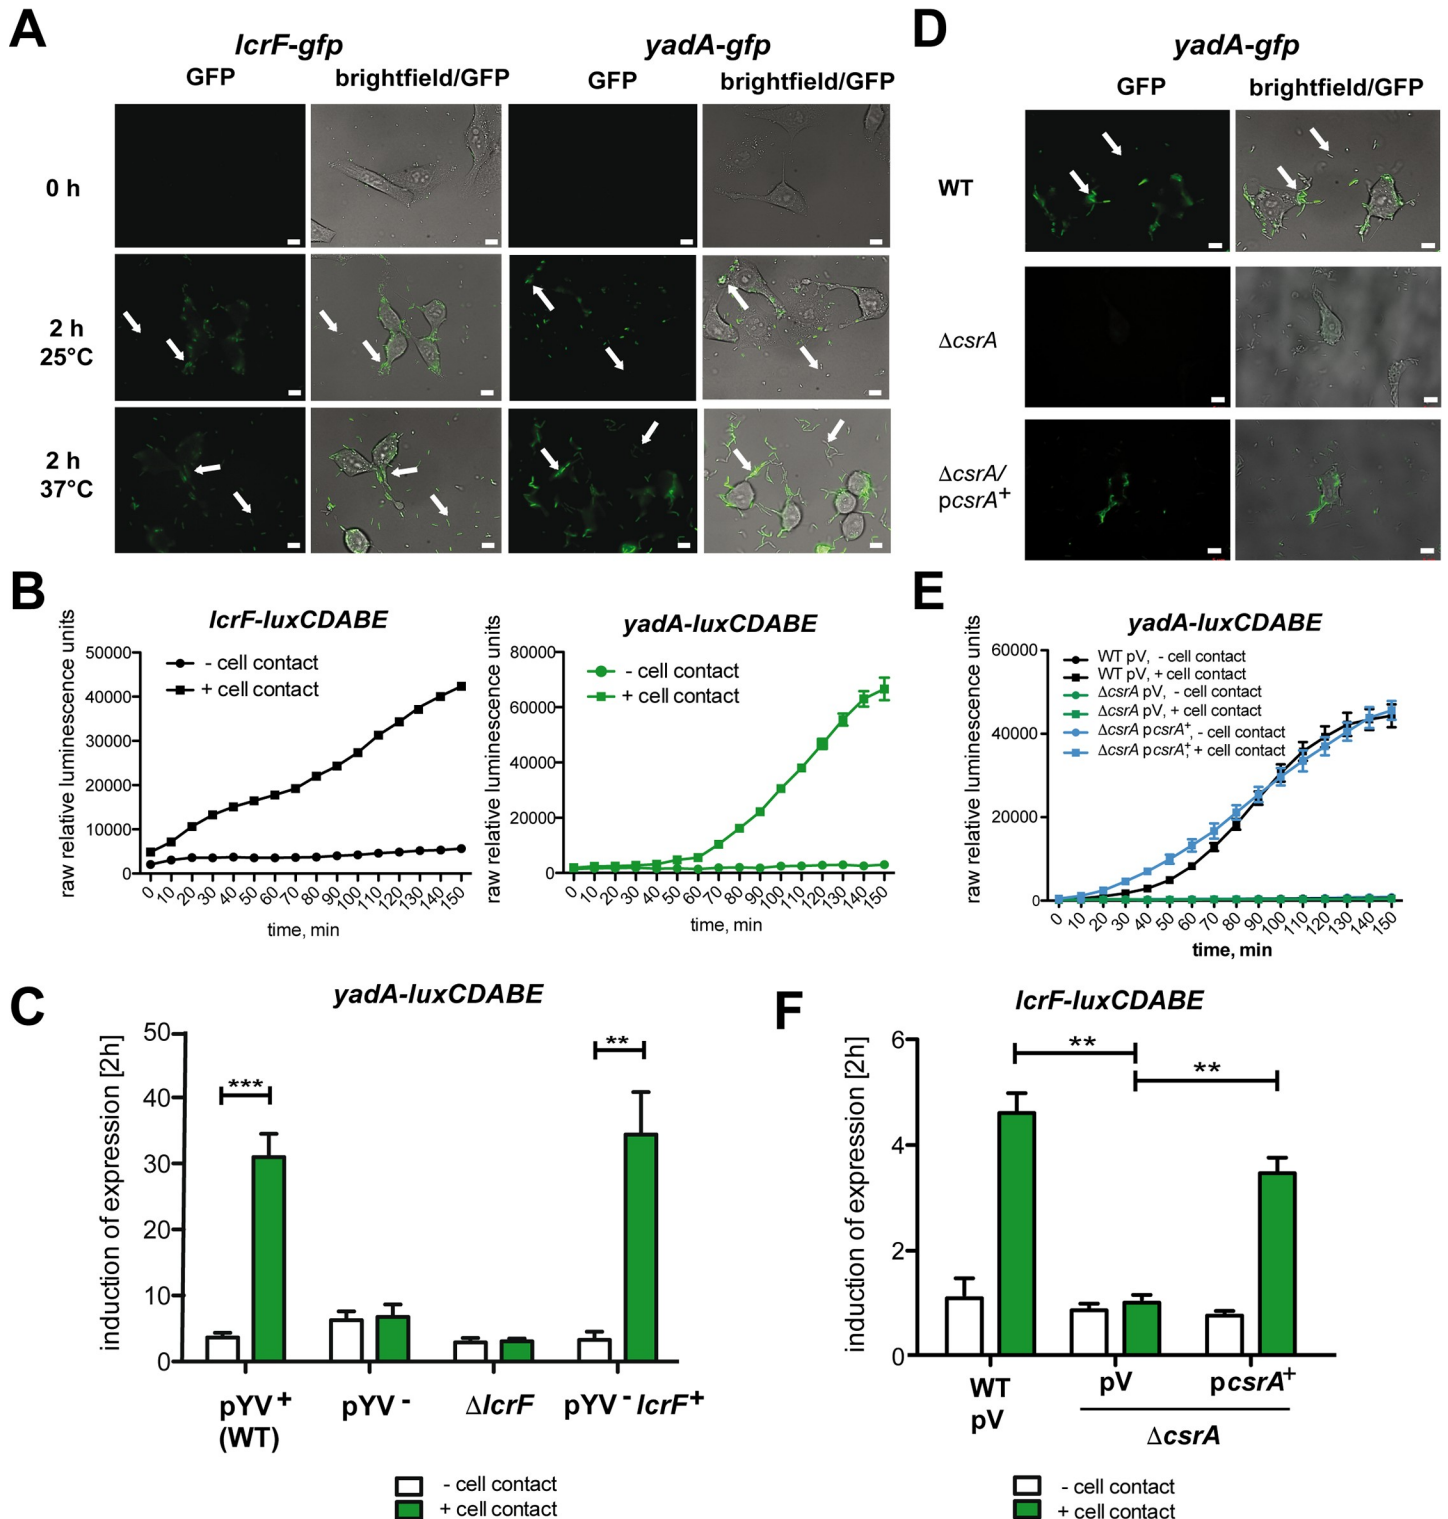 A
lcrF-gfp
yadA-gfp
GFP
brightfield/GFP
GFP
brightfield/GFP
0 h
2 h
25°C
2 h
37°C
D
yadA-gfp
GFP
brightfield/GFP
WT
ΔcsrA
ΔcsrA/
pcsrA+
B
lcrF-luxCDABE
raw relative luminescence units
50000
40000
30000
20000
10000
0
- cell contact
+ cell contact
0 10 20 30 40 50 60 70 80 90 100 110 120 130 140 150
time, min
yadA-luxCDABE
raw relative luminescence units
80000
60000
40000
20000
0
- cell contact
+ cell contact
0 10 20 30 40 50 60 70 80 90 100 110 120 130 140 150
time, min
E
yadA-luxCDABE
raw relative luminescence units
60000
40000
20000
0
WT pV, - cell contact
WT pV, + cell contact
ΔcsrA pV, - cell contact
ΔcsrA pV, + cell contact
ΔcsrA pcsrA+, - cell contact
ΔcsrA pcsrA+, + cell contact
0 10 20 30 40 50 60 70 80 90 100 110 120 130 140 150
time, min
C
yadA-luxCDABE
induction of expression [2h]
50
40
30
20
10
0
***
**
pYV+
(WT)
pYV-
ΔlcrF
pYV- lcrF+
- cell contact
+ cell contact
F
lcrF-luxCDABE
induction of expression [2h]
6
4
2
0
**
**
WT
pV
pV
pcsrA+
ΔcsrA
- cell contact
+ cell contact